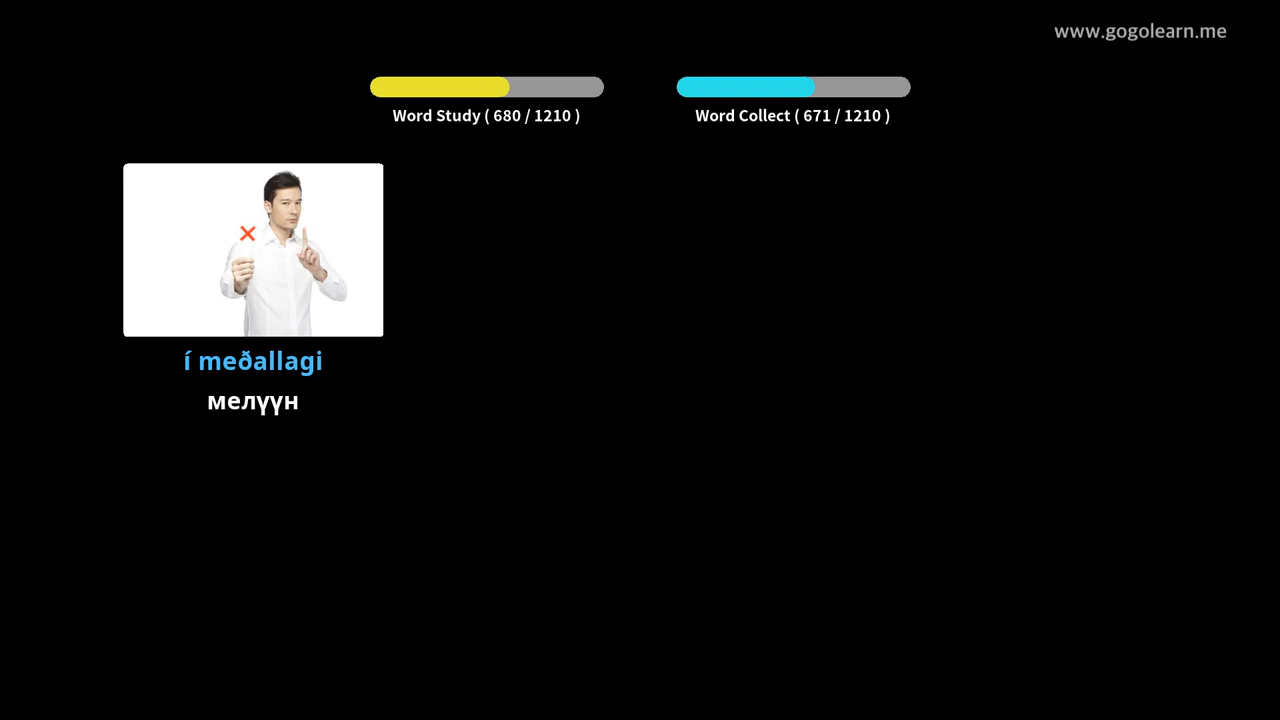 www.gogolearn.me
Word Study ( 680 / 1210 )
Word Collect ( 671 / 1210 )
í meðallagi
мелүүн